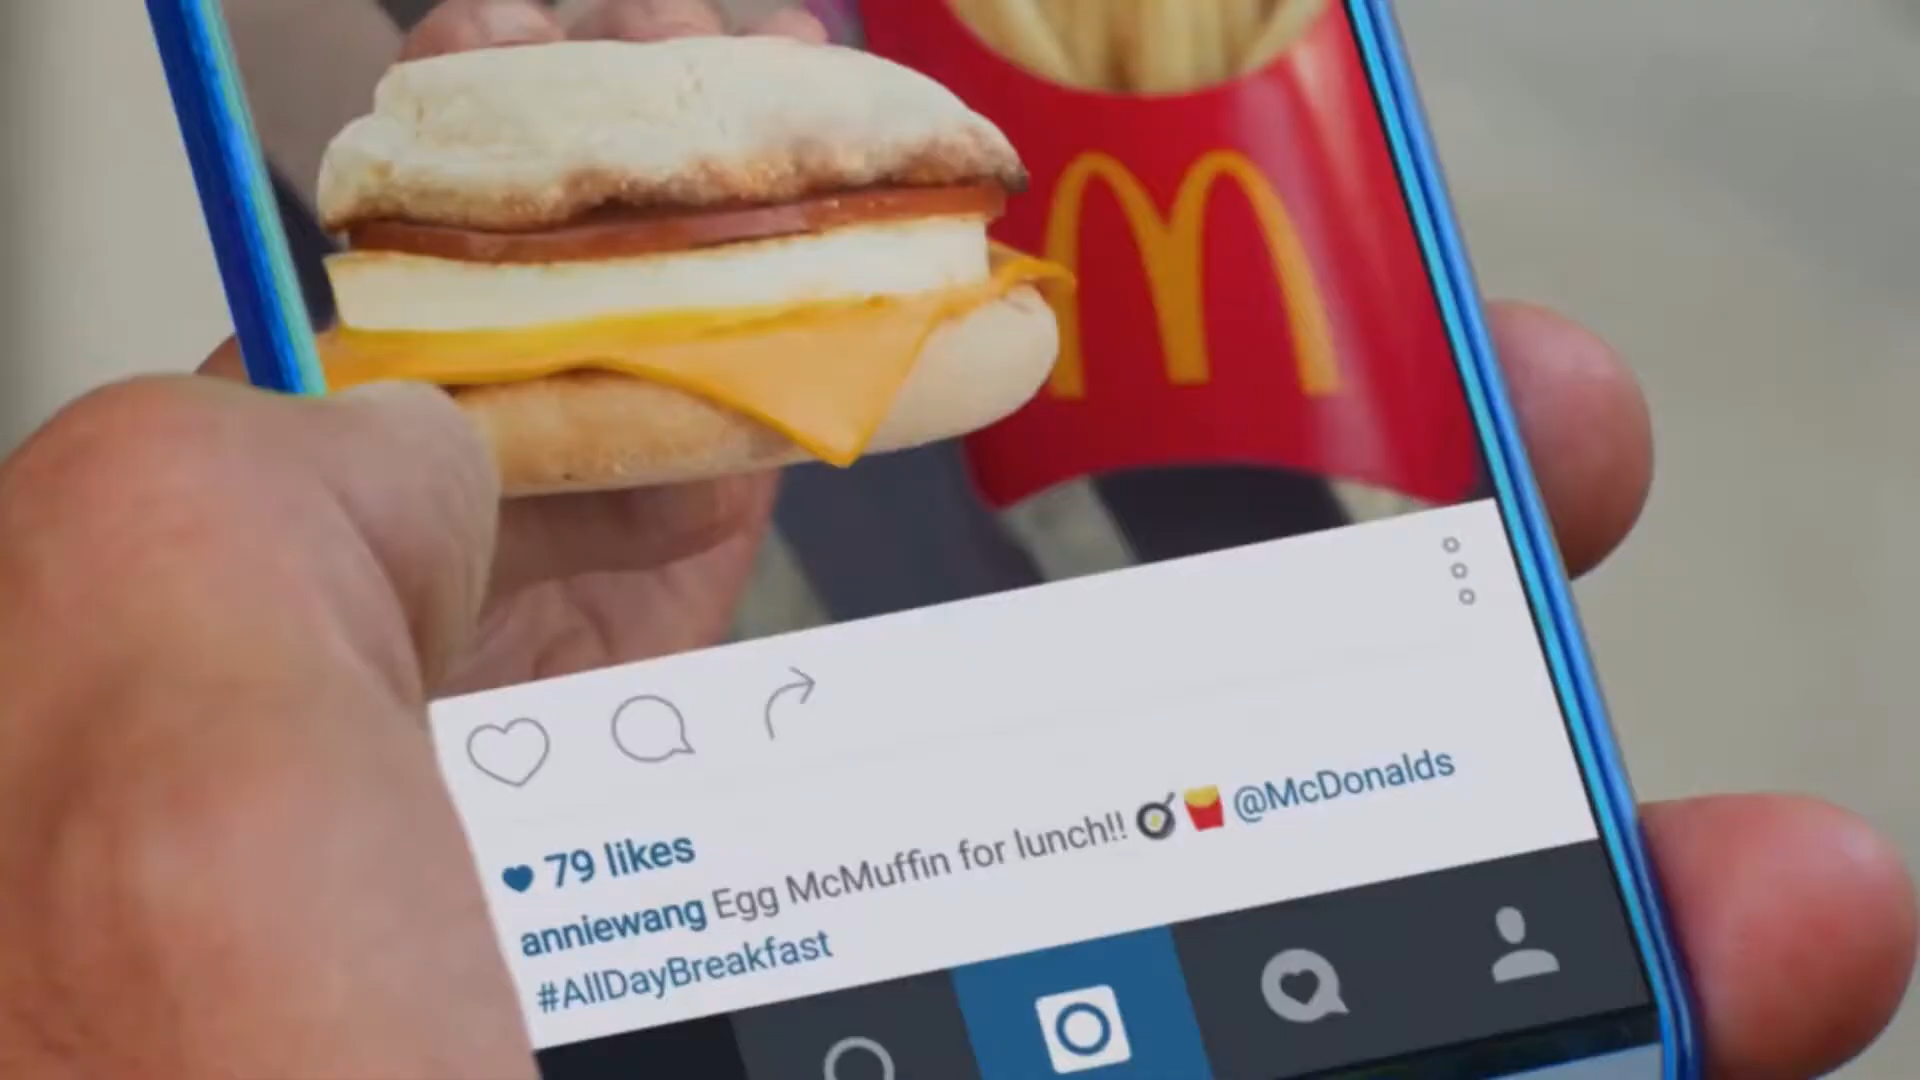 M
79 likes
anniewang Egg McMuffin for lunch!! 🍳🍟 @McDonalds
#AllDayBreakfast